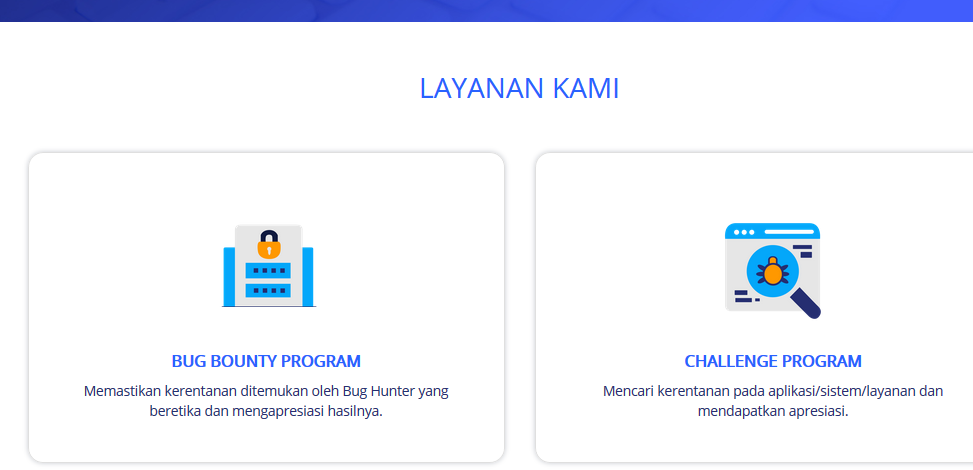 LAYANAN KAMI
BUG BOUNTY PROGRAM
Memastikan kerentanan ditemukan oleh Bug Hunter yang
beretika dan mengapresiasi hasilnya.
CHALLENGE PROGRAM
Mencari kerentanan pada aplikasi/sistem/layanan dan
mendapatkan apresiasi.